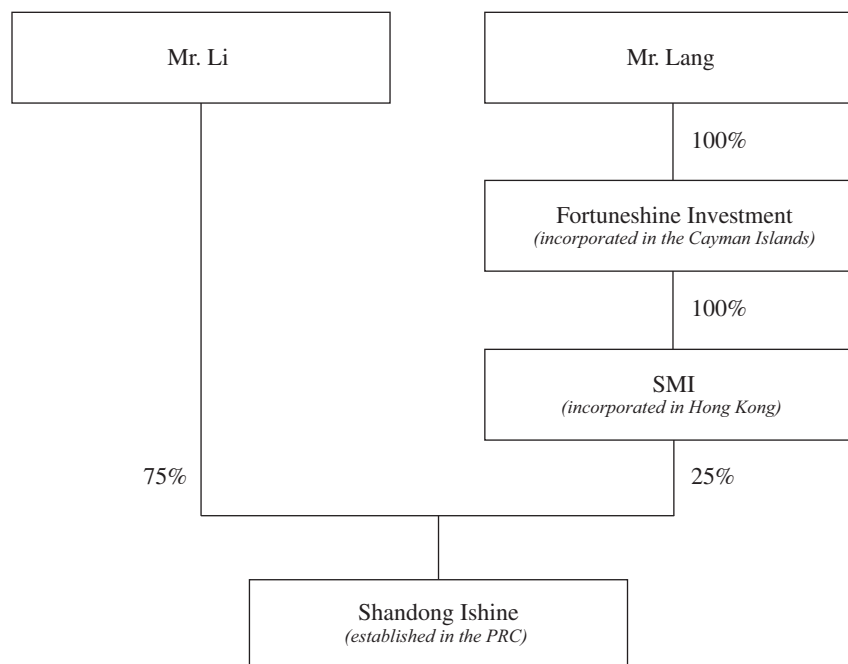 Mr. Li
Mr. Lang
100%
Fortuneshine Investment
(incorporated in the Cayman Islands)
100%
SMI
(incorporated in Hong Kong)
75%
25%
Shandong Ishine
(established in the PRC)